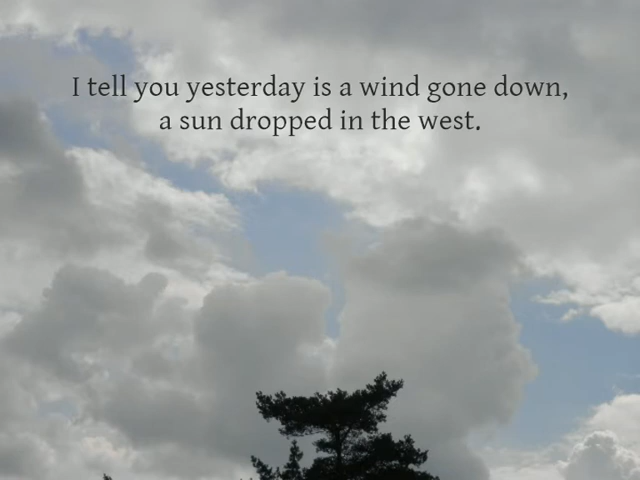 I tell you yesterday is a wind gone down,
a sun dropped in the west.